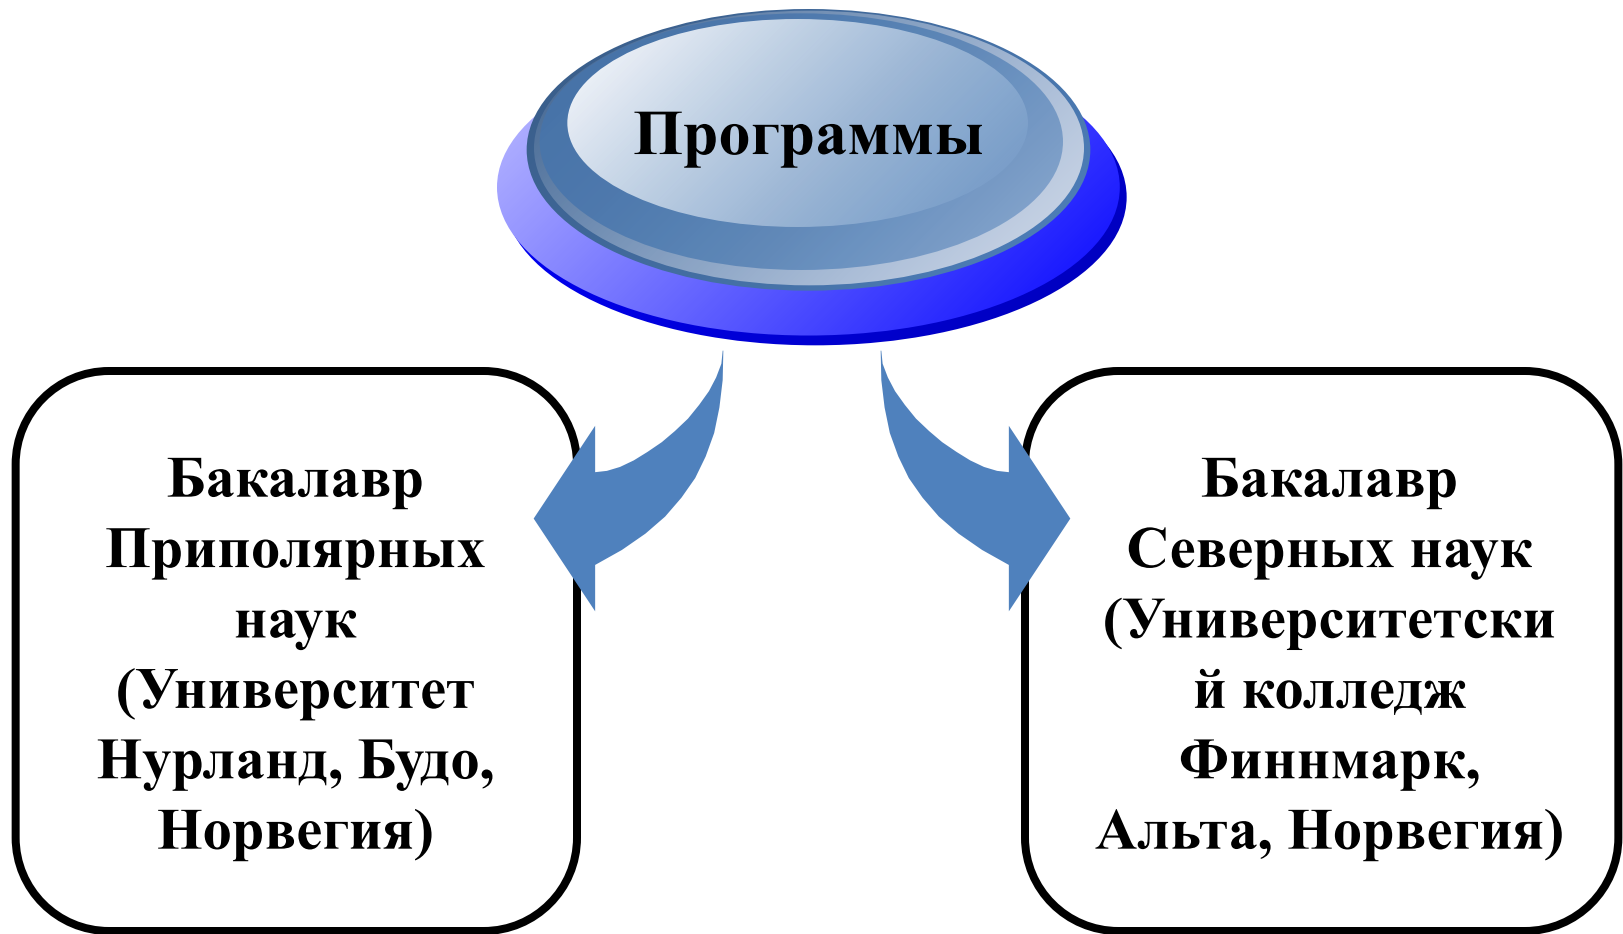 Программы
Бакалавр
Приполярных
наук
(Университет
Нурланд, Будо,
Норвегия)
Бакалавр
Северных наук
(Университетски
й колледж
Финнмарк,
Альта, Норвегия)